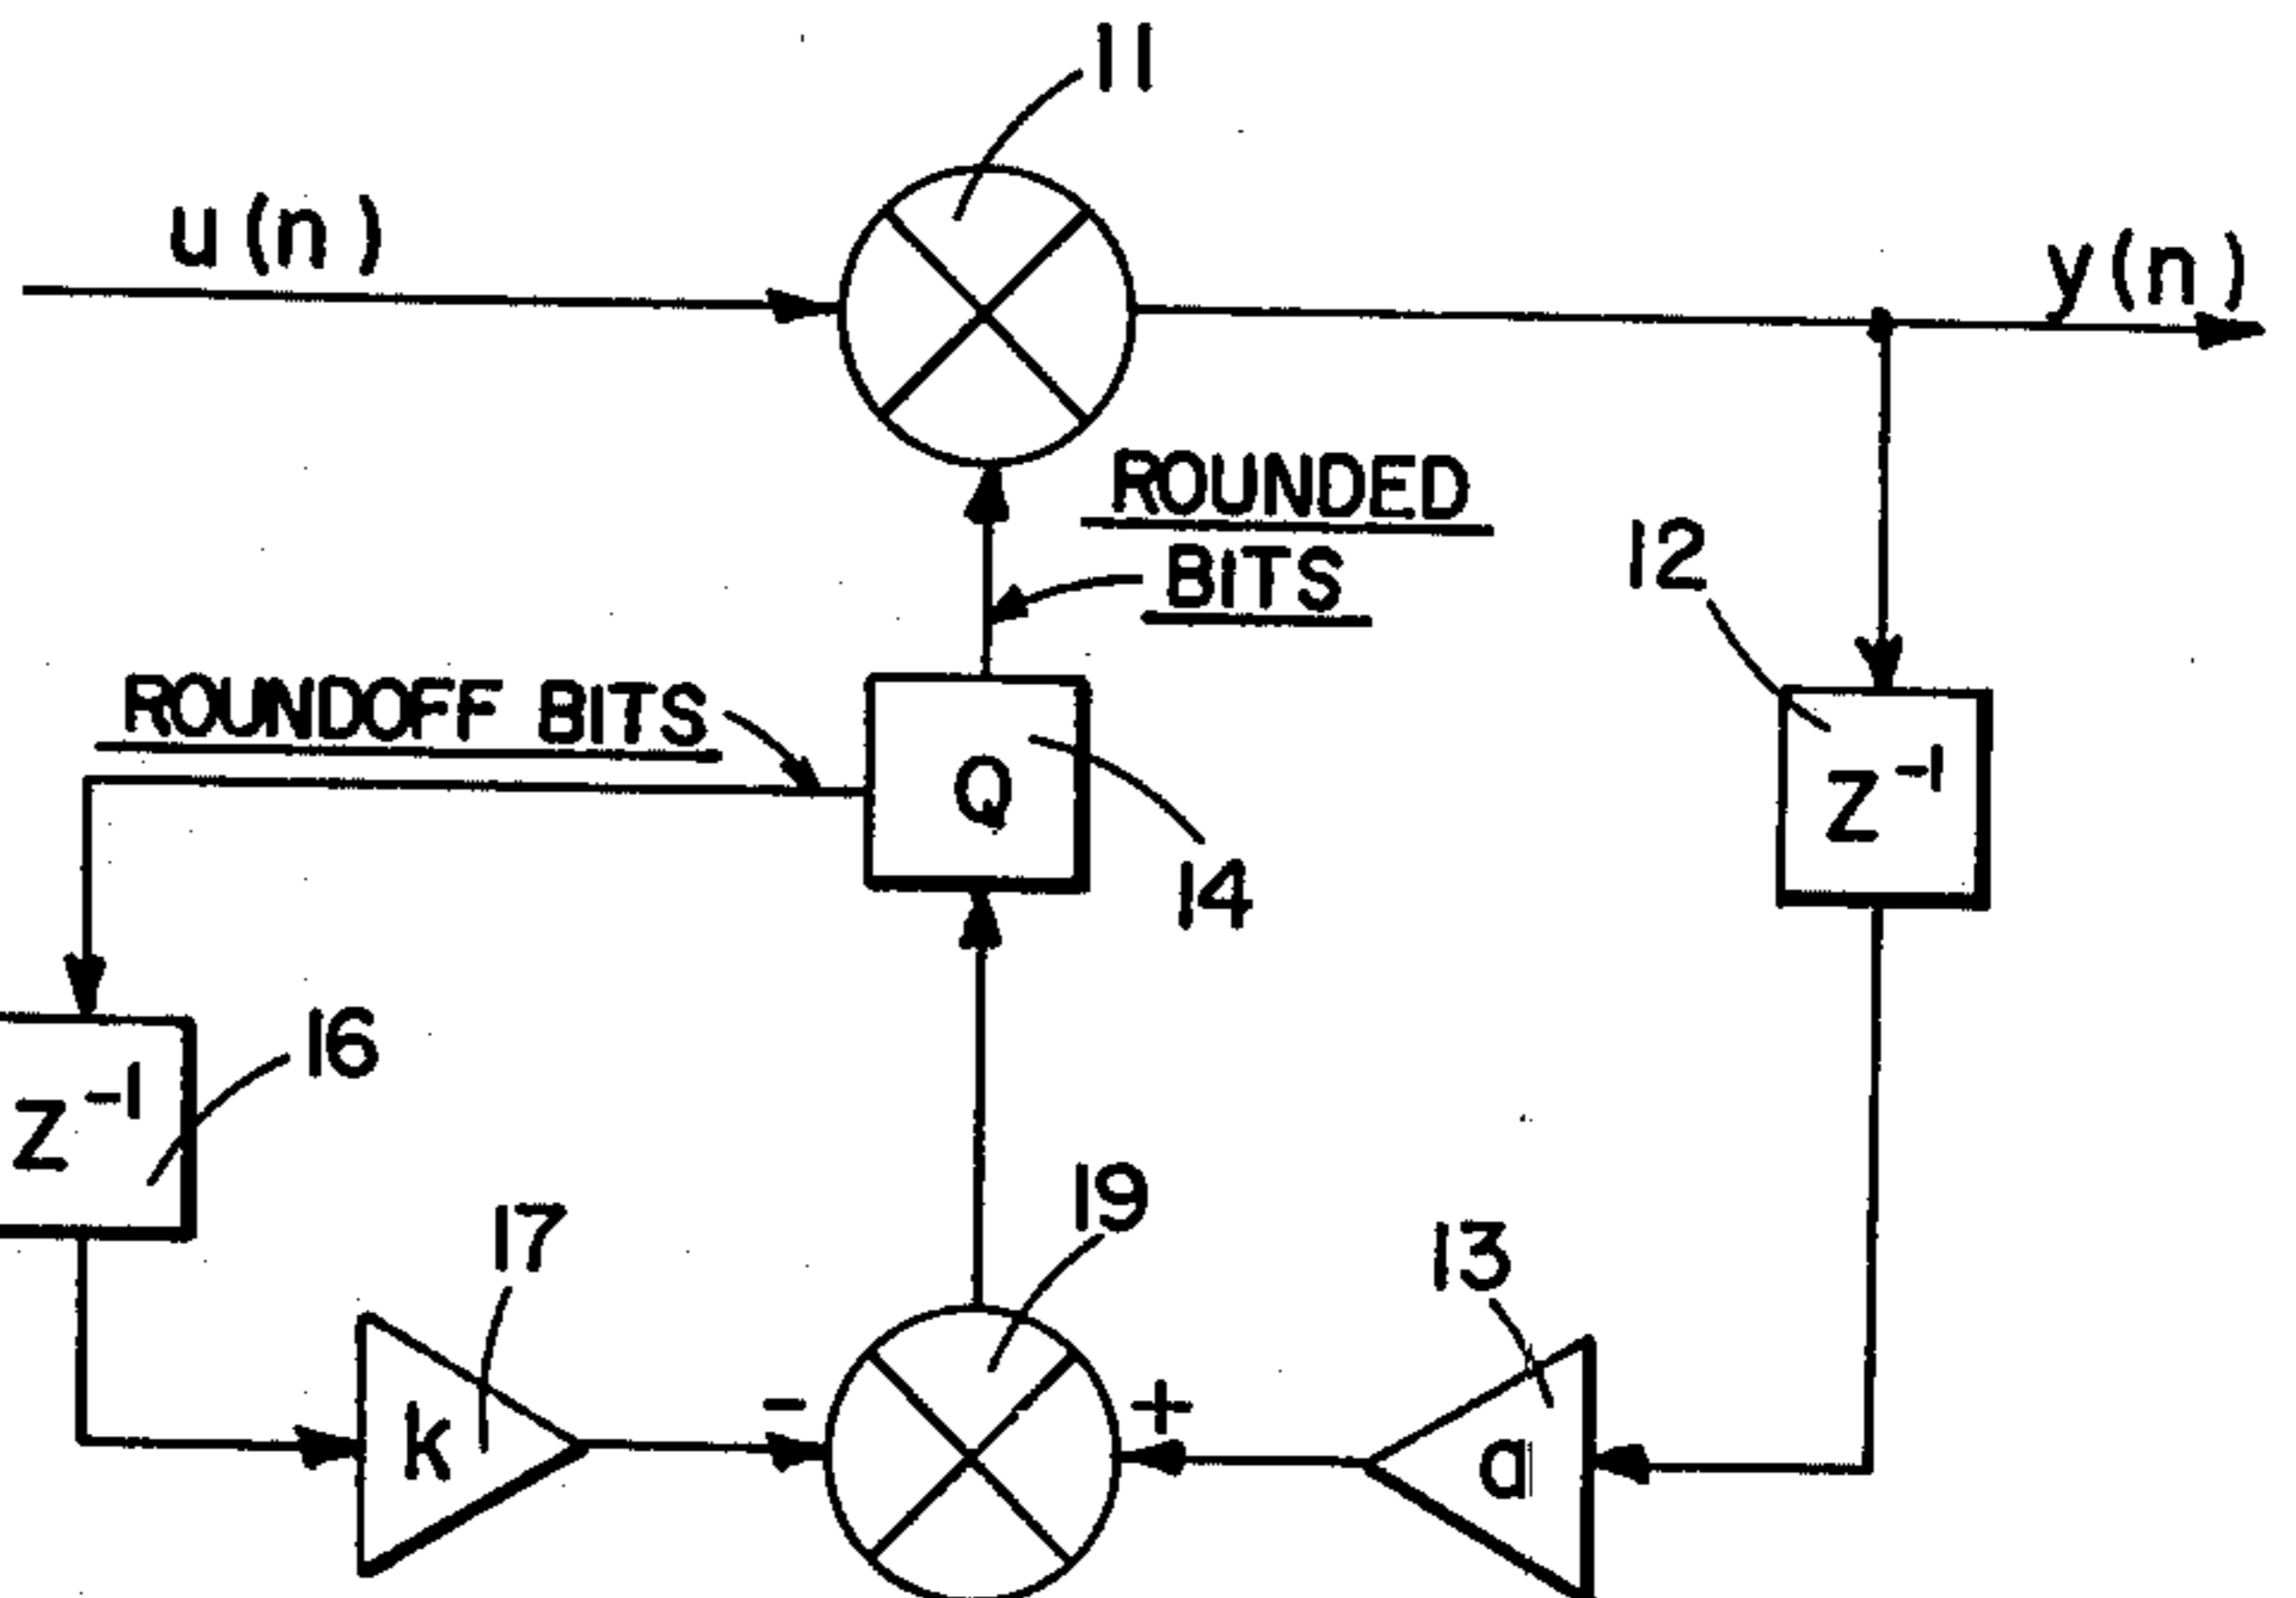 11
u(n)
y(n)
ROUNDED
BITS
12
ROUNDOFF BITS
Q
Z⁻¹
14
16
Z⁻¹
17
19
13
-
+
k
a